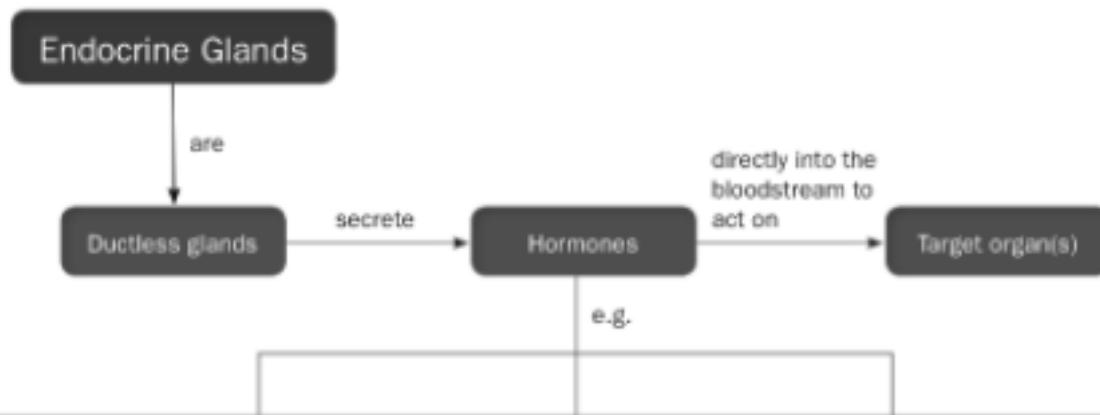 Endocrine Glands
are
directly into the
bloodstream to
act on
Ductless glands
secrete
Hormones
Target organ(s)
e.g.